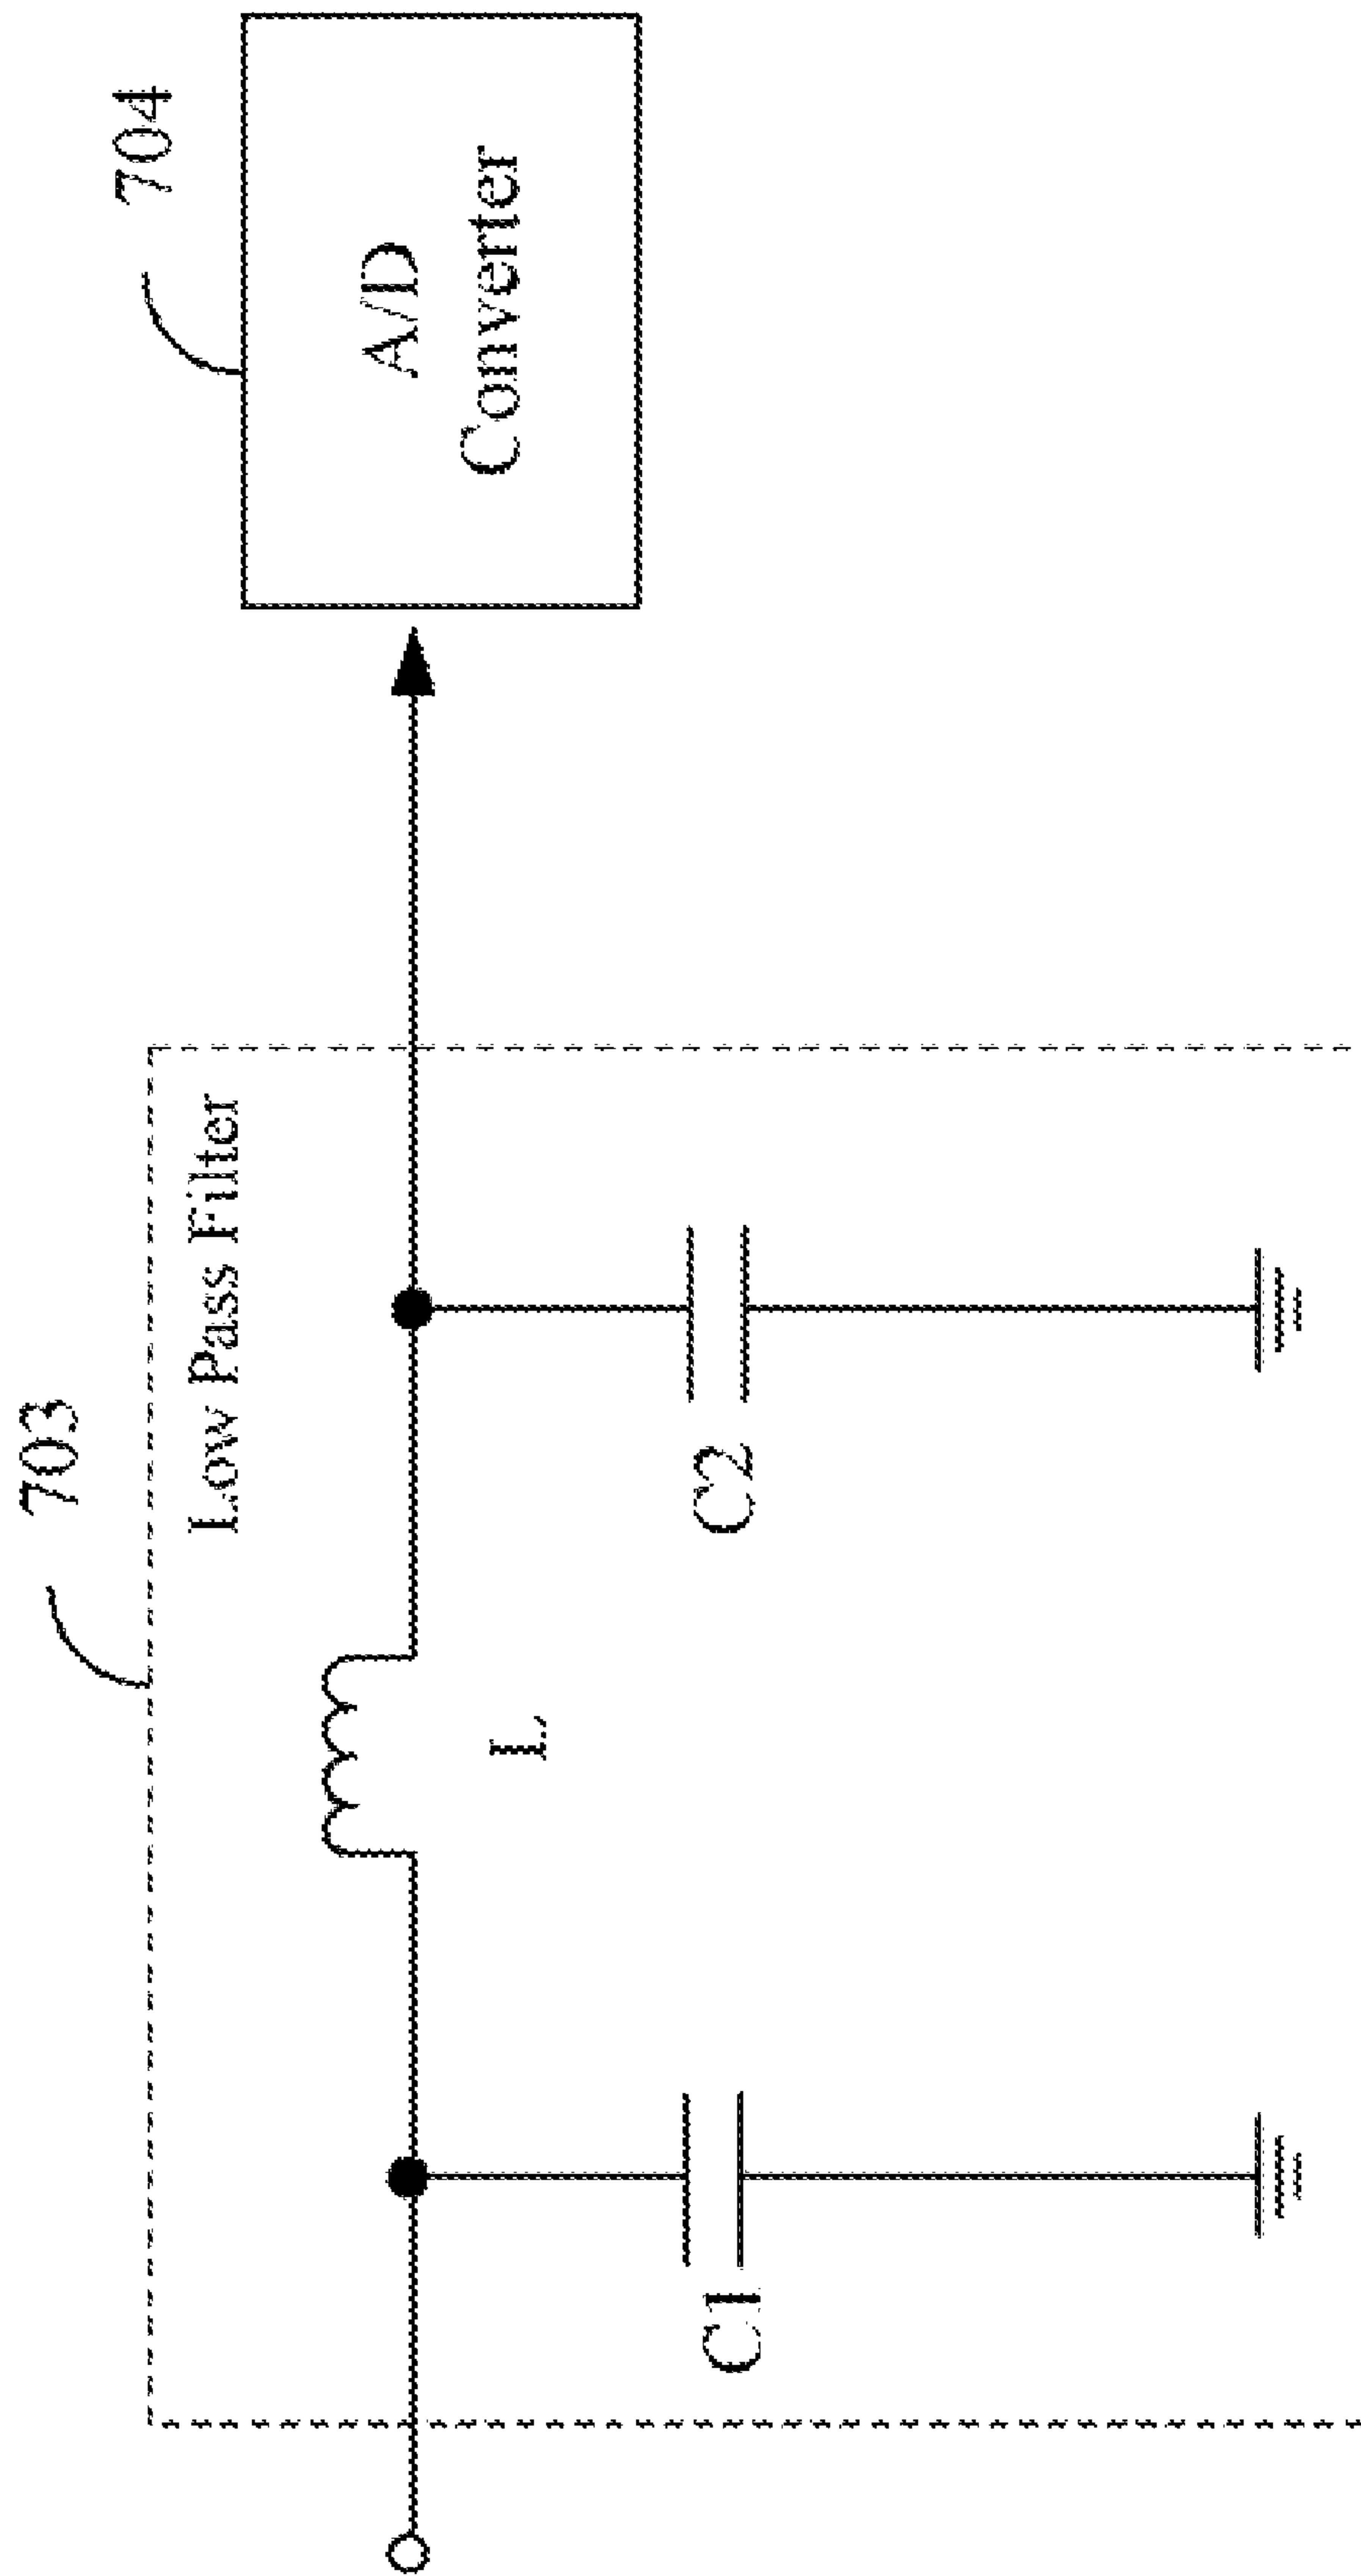 703
Low Pass Filter
L
C1
C2
704
A/D
Converter